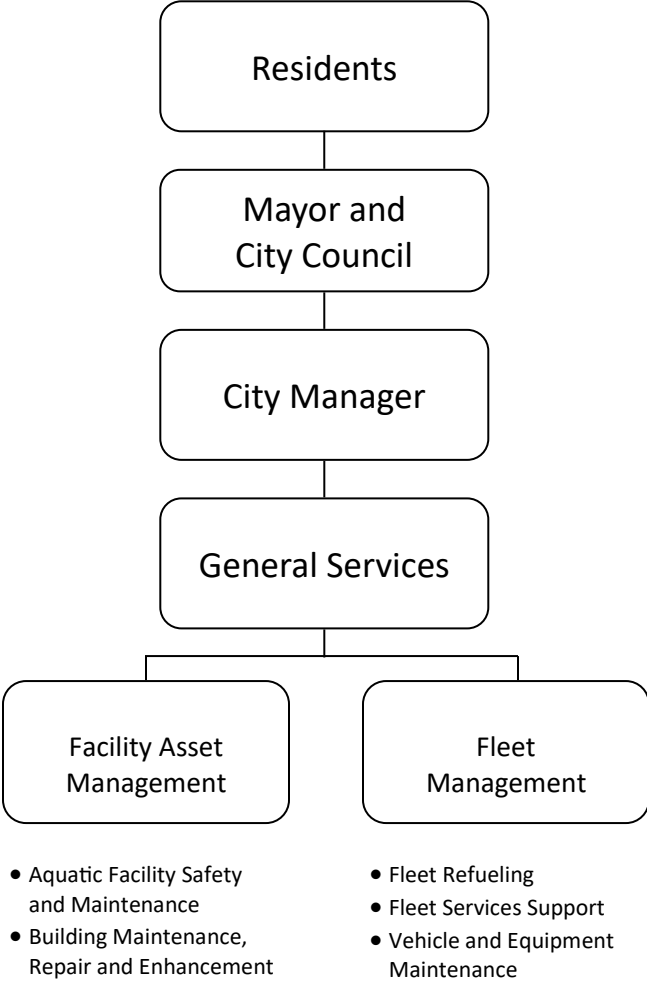 Residents
Mayor and
City Council
City Manager
General Services
Facility Asset
Management
Fleet
Management
• Aquatic Facility Safety
and Maintenance
• Building Maintenance,
Repair and Enhancement
• Fleet Refueling
• Fleet Services Support
• Vehicle and Equipment
Maintenance